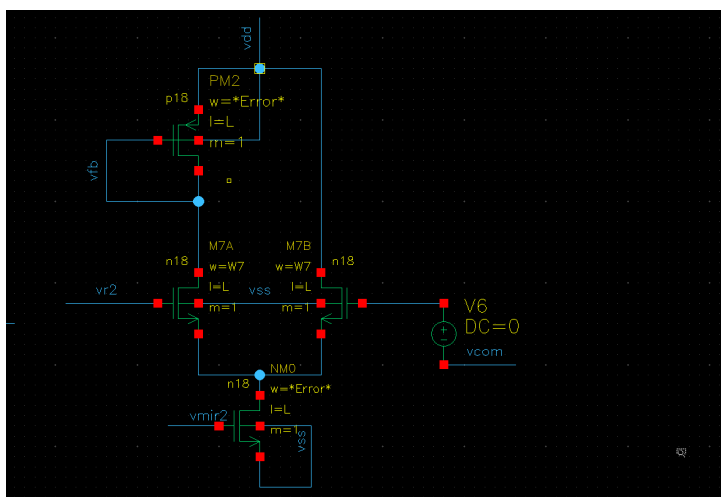 vdd
PM2
p18
w=*Error*
l=L
m=1
vfb
M7A
M7B
n18
w=W7
w=W7
n18
l=L
l=L
vr2
vss
m=1
m=1
V6
DC=0
vcom
NM0
n18
w=*Error*
l=L
vmir2
m=1
vss